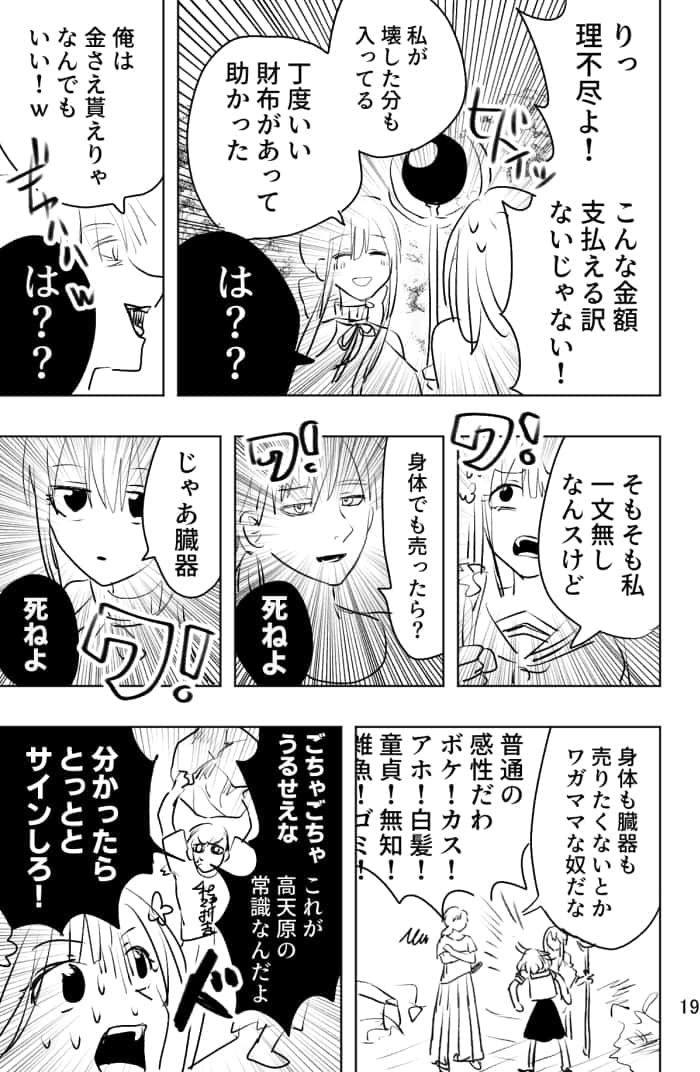 りっ
理不尽よ！
こんな金額
支払える訳
ないじゃない！
ゼドイッ
私が
壊した分も
入ってる
丁度いい
財布があって
助かった
は？？
俺は
金さえ貰えりゃ
なんでも
いい！ｗ
は？？
ワ！
そもそも私
一文無し
なんスけど
ワ！
身体でも売ったら？
死ねよ
じゃあ臓器
ワ！
死ねよ
身体も臓器も
売りたくないとか
ワガママな奴だな
普通の
感性だわ
ボケ！カス！
アホ！白髪！
童貞！無知！
雑魚！ゴミ！
ごちゃごちゃ
うるせえな
これが
高天原の
常識なんだよ
分かったら
とっとと
サインしろ！
ド
19